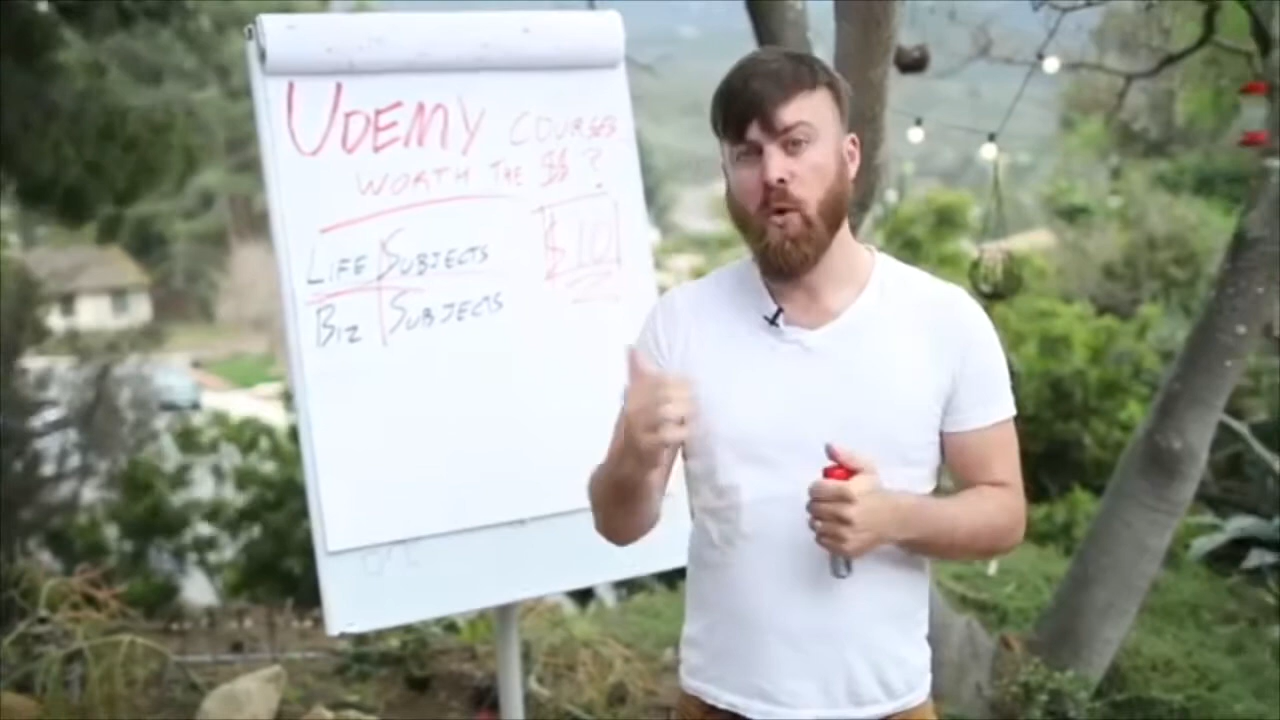 UDEMY COURSES
WORTH THE $$ ?
LIFE SUBJECTS
$10
BIZ SUBJECTS